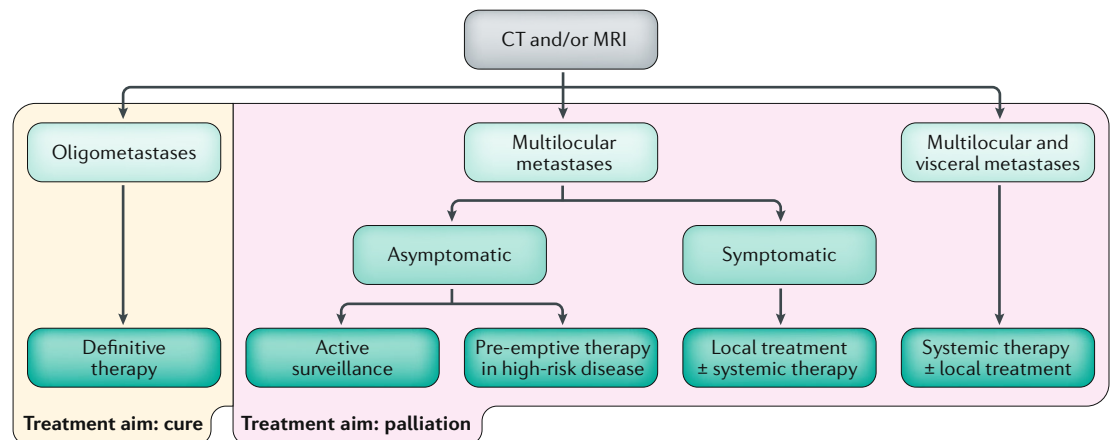 CT and/or MRI
Oligometastases
Multilocular
metastases
Multilocular and
visceral metastases
Asymptomatic
Symptomatic
Definitive
therapy
Active
surveillance
Pre-emptive therapy
in high-risk disease
Local treatment
± systemic therapy
Systemic therapy
± local treatment
Treatment aim: cure
Treatment aim: palliation